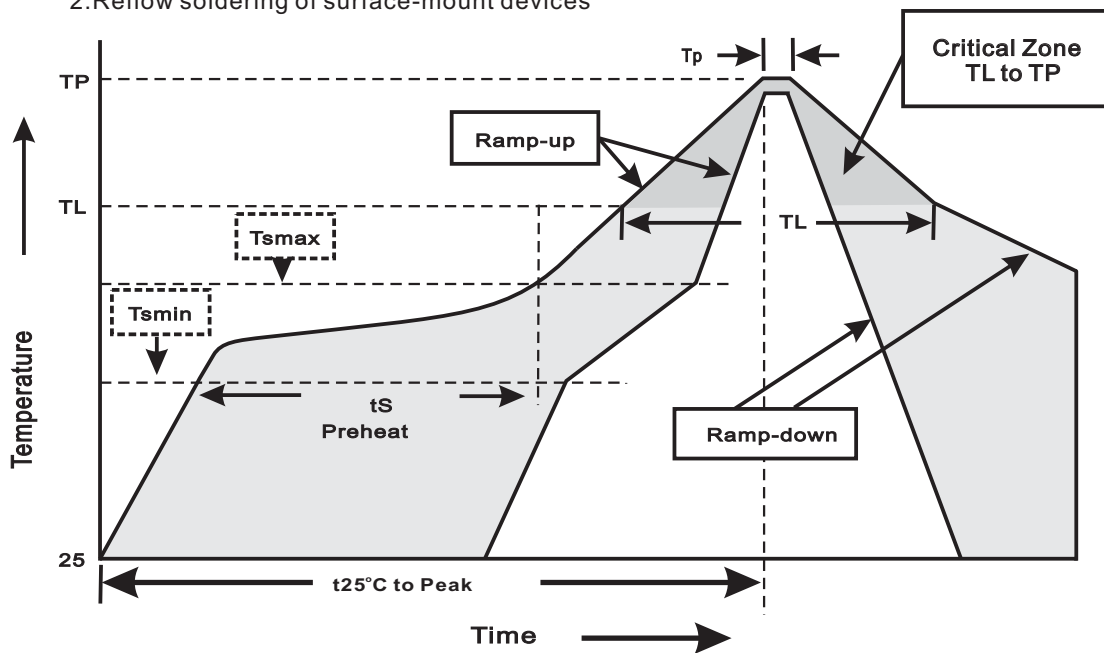 2.Reflow soldering of surface-mount devices
Tp
Critical Zone
TL to TP
TP
Ramp-up
TL
TL
Tsmax
Tsmin
Temperature
tS
Preheat
Ramp-down
25
t25°C to Peak
Time